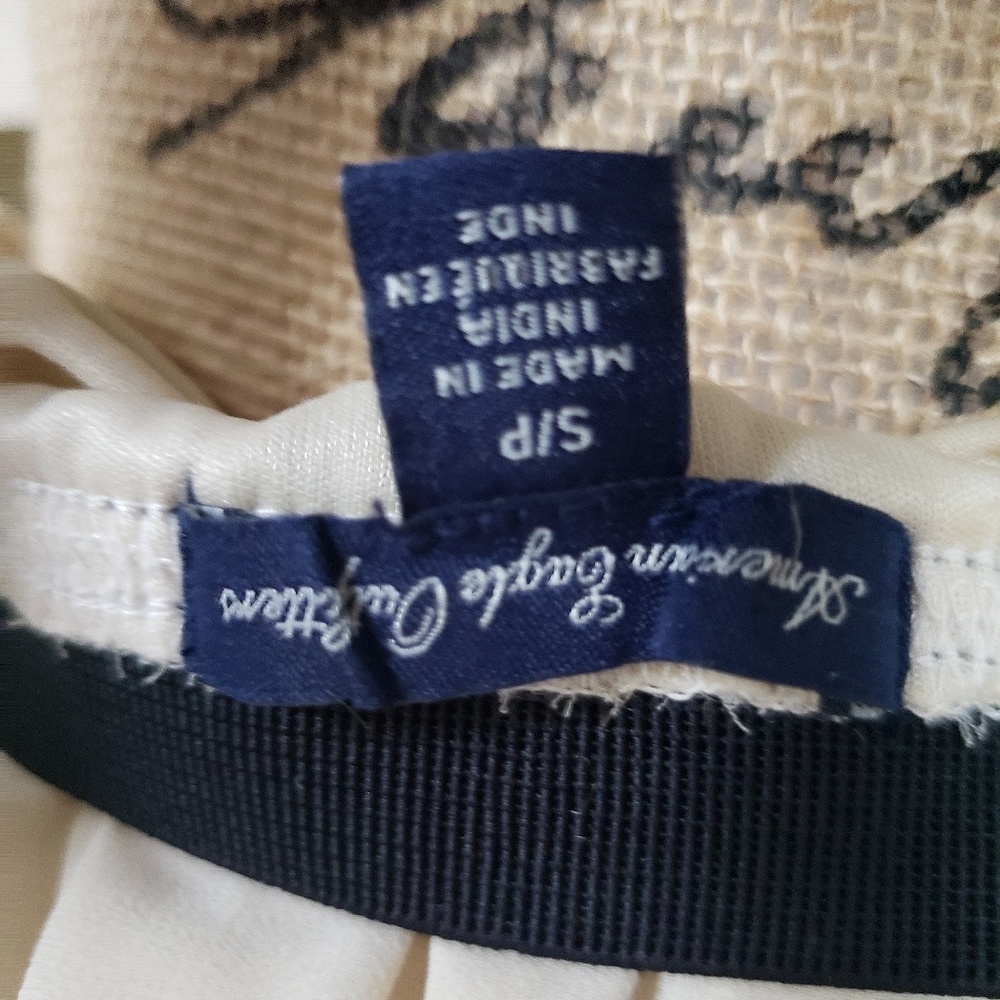 American Eagle Outfitters
S/P
MADE IN
INDIA
FABRIQUÉ EN
INDE